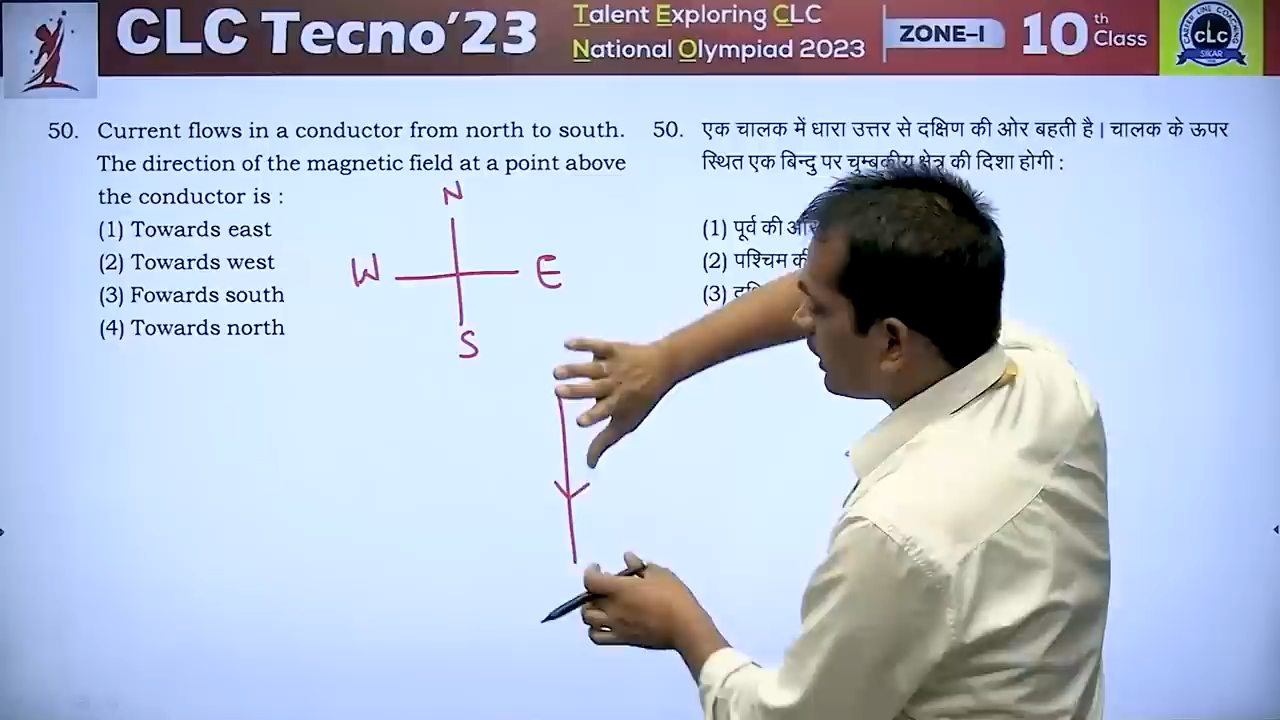 CLC Tecno'23
Talent Exploring CLC
National Olympiad 2023
ZONE-I
10th Class
CLC
SIKAR
50. Current flows in a conductor from north to south.
The direction of the magnetic field at a point above
the conductor is :
(1) Towards east
(2) Towards west
(3) Fowards south
(4) Towards north
N
W E
S
50. एक चालक में धारा उत्तर से दक्षिण की ओर बहती है। चालक के ऊपर
स्थित एक बिन्दु पर चुम्बकीय क्षेत्र की दिशा होगी :
(1) पूर्व की
(2) पश्चिम
(3)